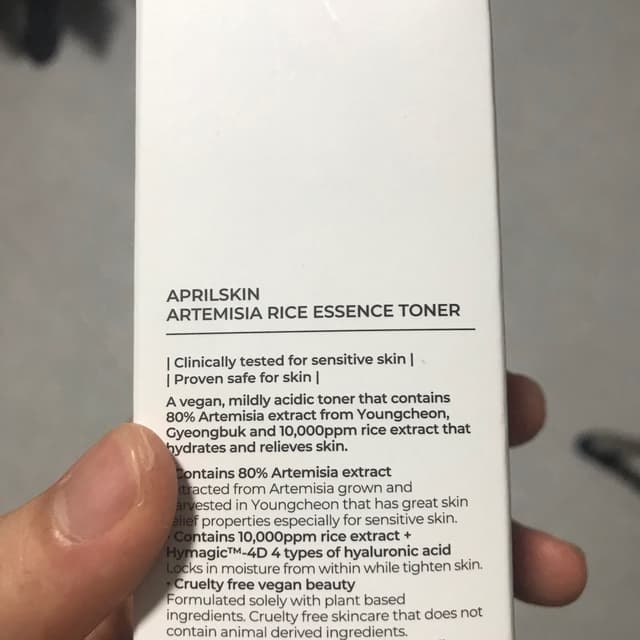 APRILSKIN
ARTEMISIA RICE ESSENCE TONER
| Clinically tested for sensitive skin |
| Proven safe for skin |
A vegan, mildly acidic toner that contains
80% Artemisia extract from Youngcheon,
Gyeongbuk and 10,000ppm rice extract that
hydrates and relieves skin.
Contains 80% Artemisia extract
extracted from Artemisia grown and
harvested in Youngcheon that has great skin
relief properties especially for sensitive skin.
· Contains 10,000ppm rice extract +
Hymagic™-4D 4 types of hyaluronic acid
Locks in moisture from within while tighten skin.
· Cruelty free vegan beauty
Formulated solely with plant based
ingredients. Cruelty free skincare that does not
contain animal derived ingredients.